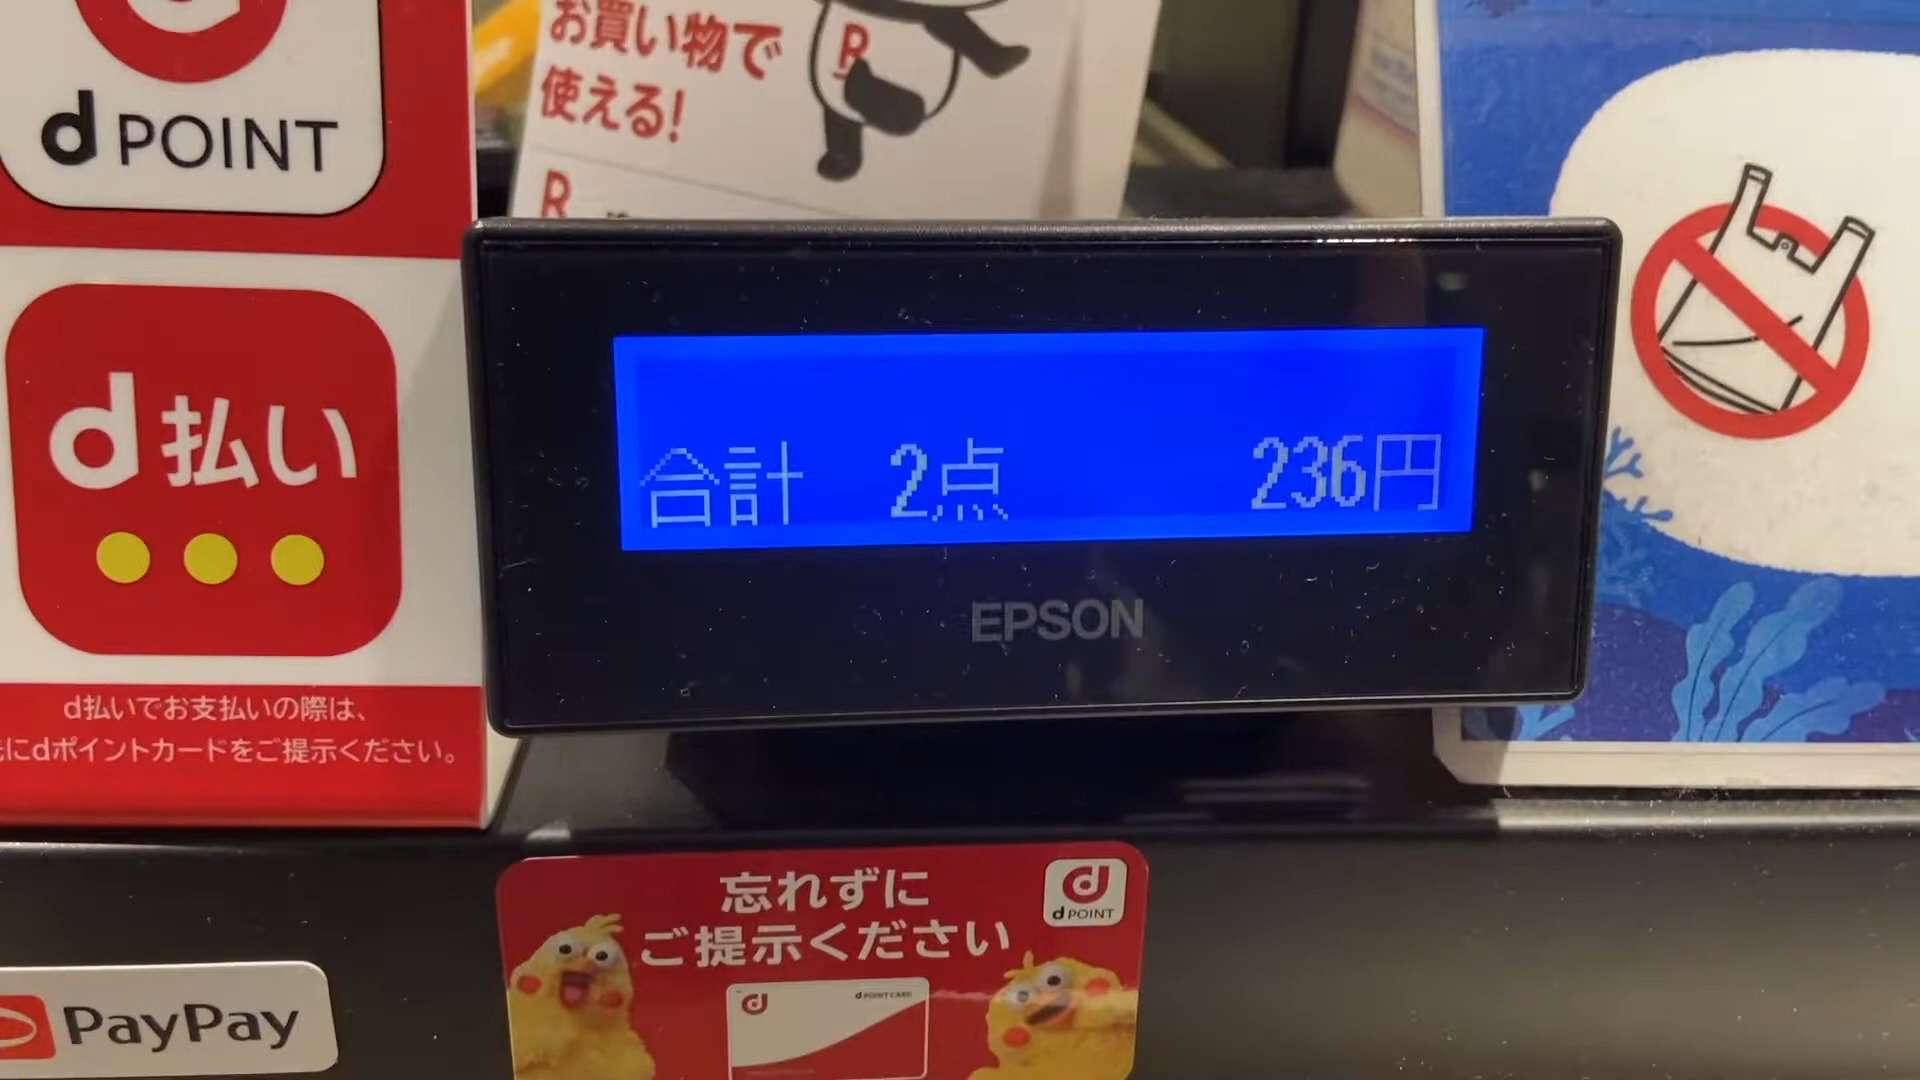 d POINT
お買い物で
使える!
R
R
d払い
合計 2点 236円
EPSON
d払いでお支払いの際は、
にdポイントカードをご提示ください。
忘れずに
ご提示ください
d POINT
d POINT CARD
PayPay